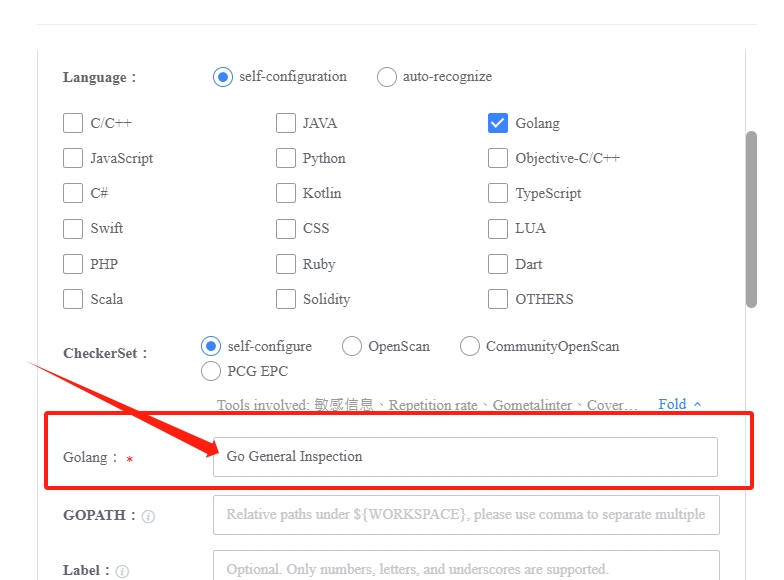 Language： self-configuration auto-recognize
C/C++ JAVA Golang
JavaScript Python Objective-C/C++
C# Kotlin TypeScript
Swift CSS LUA
PHP Ruby Dart
Scala Solidity OTHERS
CheckerSet： self-configure OpenScan CommunityOpenScan
PCG EPC
Tools involved: 敏感信息、Repetition rate、Gometalinter、Cover… Fold
Golang： * Go General Inspection
GOPATH： Relative paths under ${WORKSPACE}, please use comma to separate multiple
Label： Optional. Only numbers, letters, and underscores are supported.